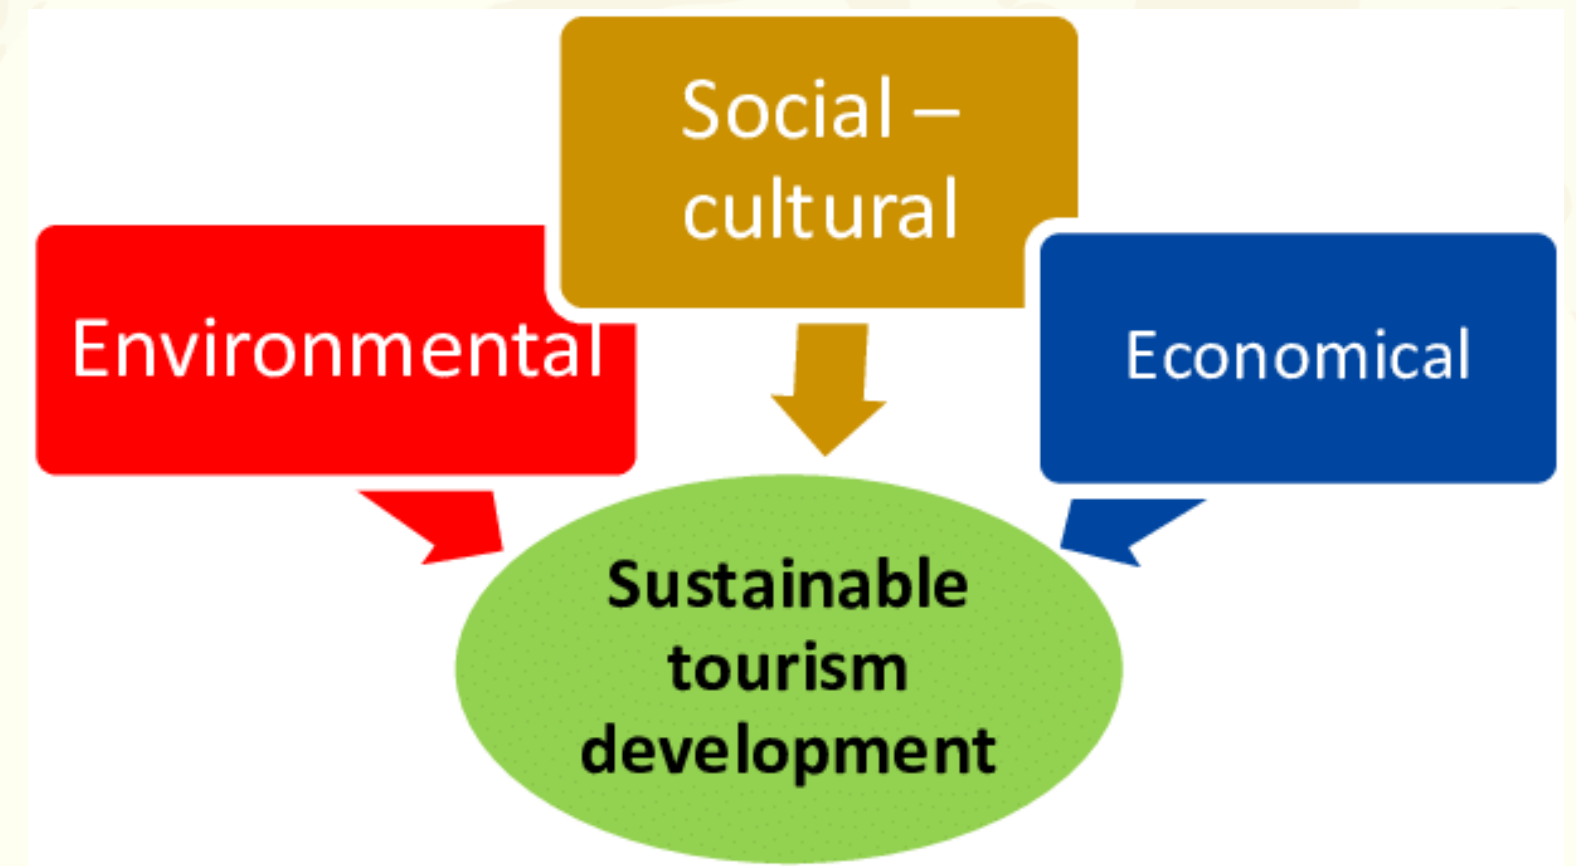 Social –
cultural
Environmental
Economical
Sustainable
tourism
development